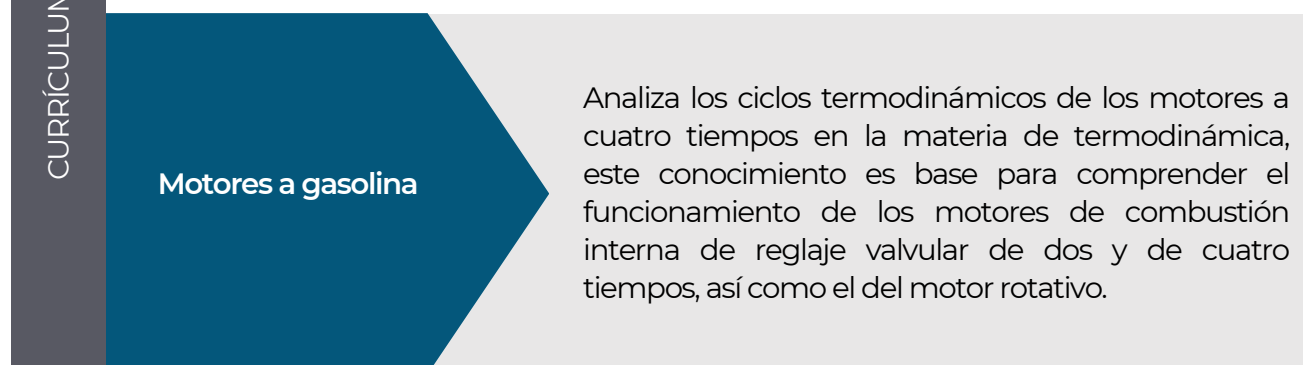 CURRÍCULUM
Motores a gasolina
Analiza los ciclos termodinámicos de los motores a
cuatro tiempos en la materia de termodinámica,
este conocimiento es base para comprender el
funcionamiento de los motores de combustión
interna de reglaje valvular de dos y de cuatro
tiempos, así como el del motor rotativo.